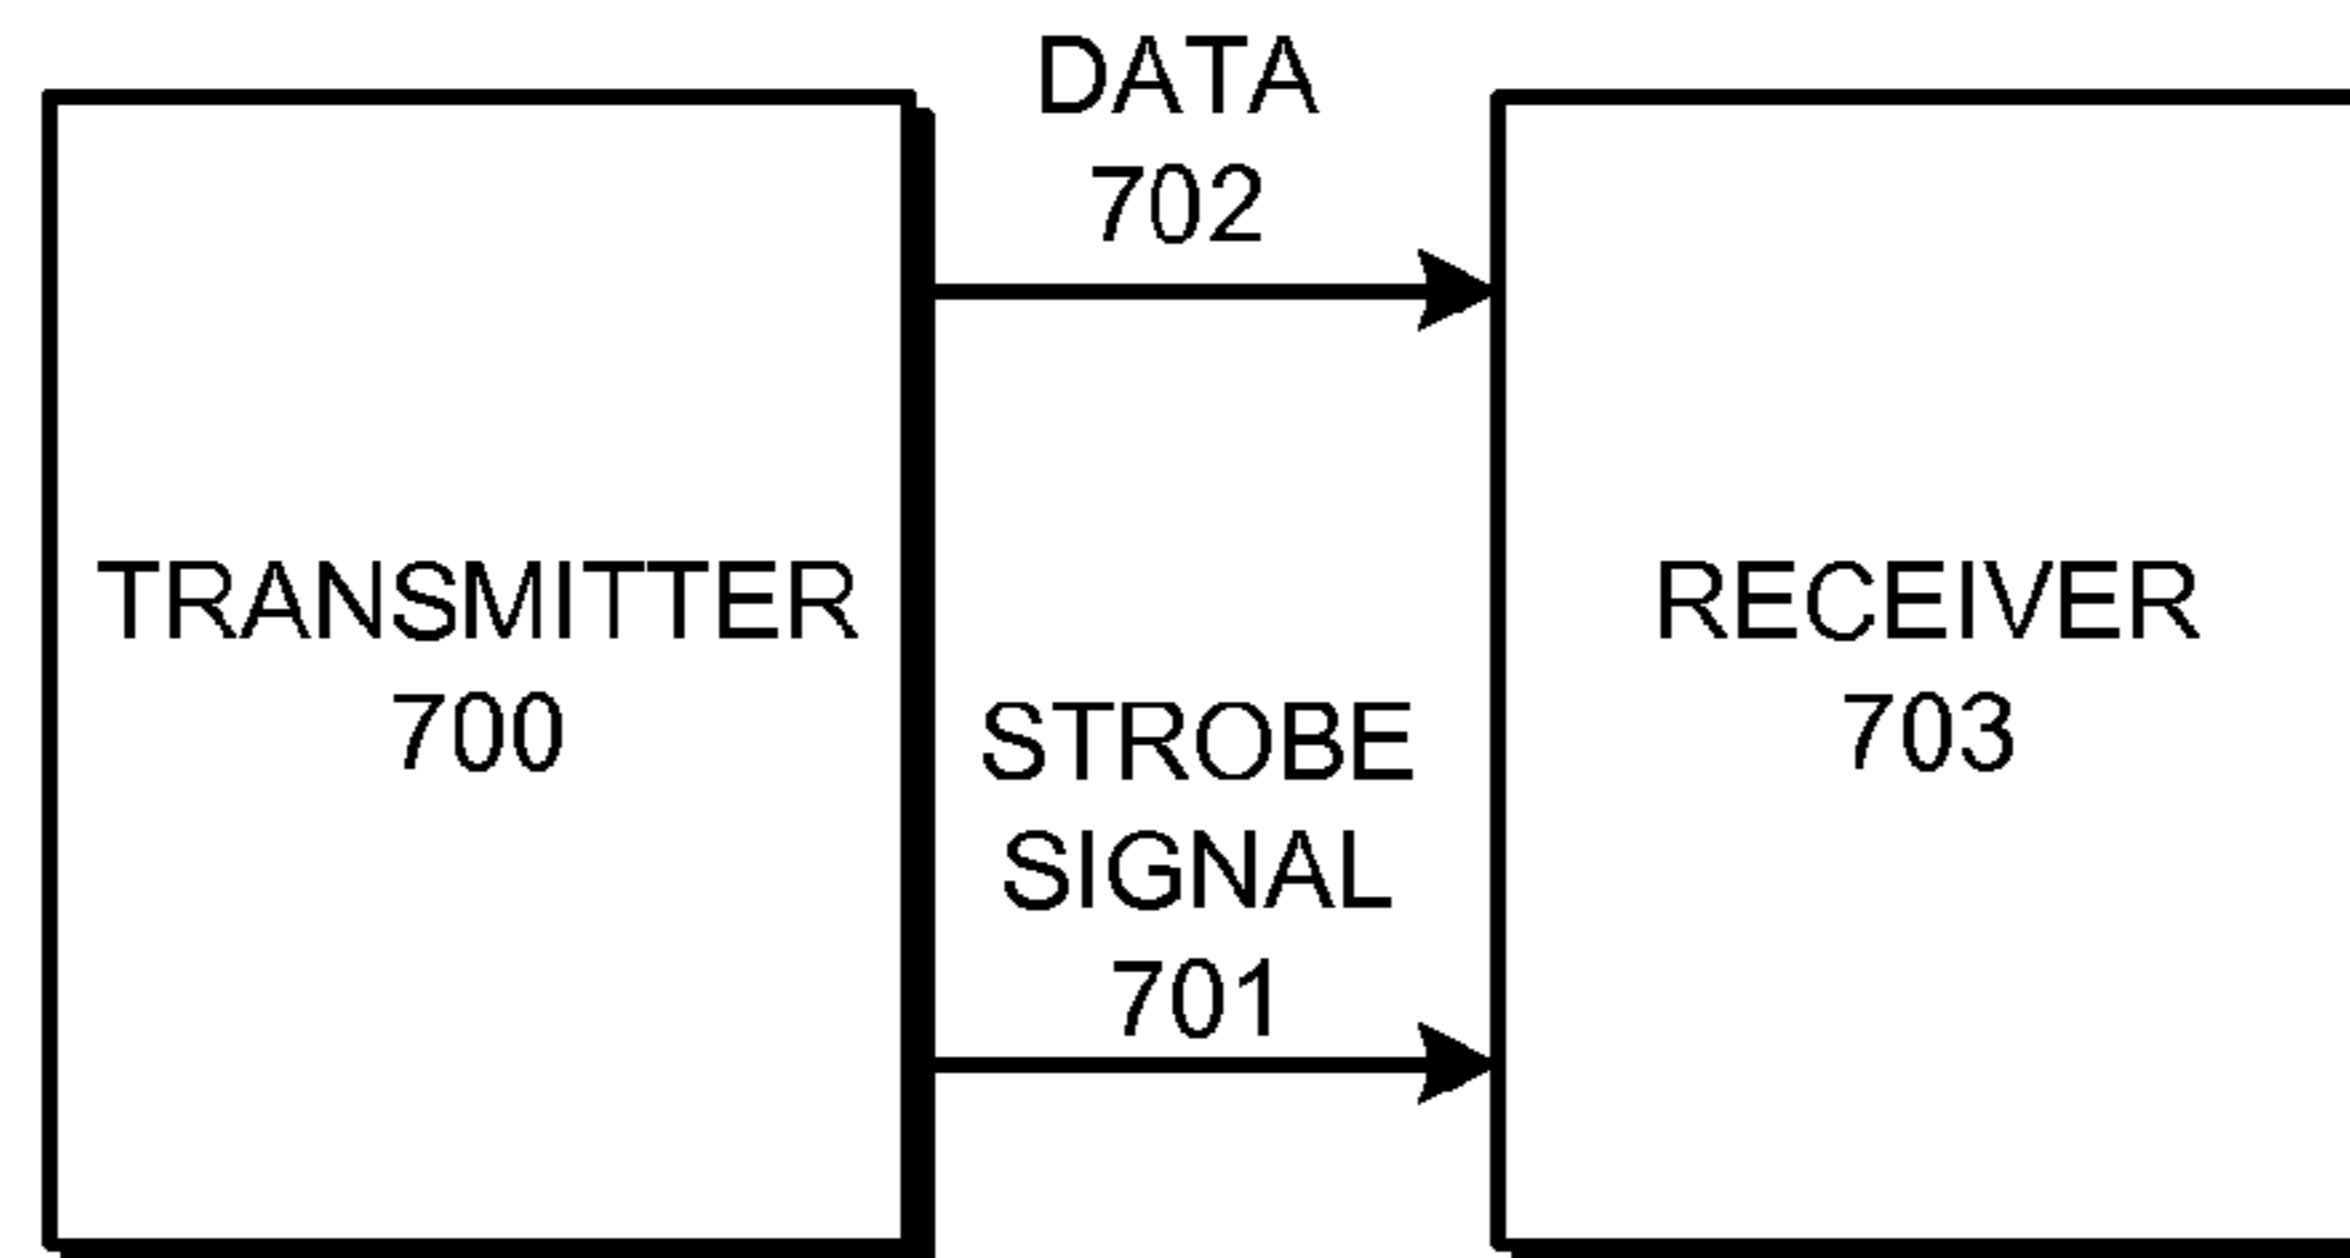 DATA
702
TRANSMITTER
700
STROBE
SIGNAL
701
RECEIVER
703